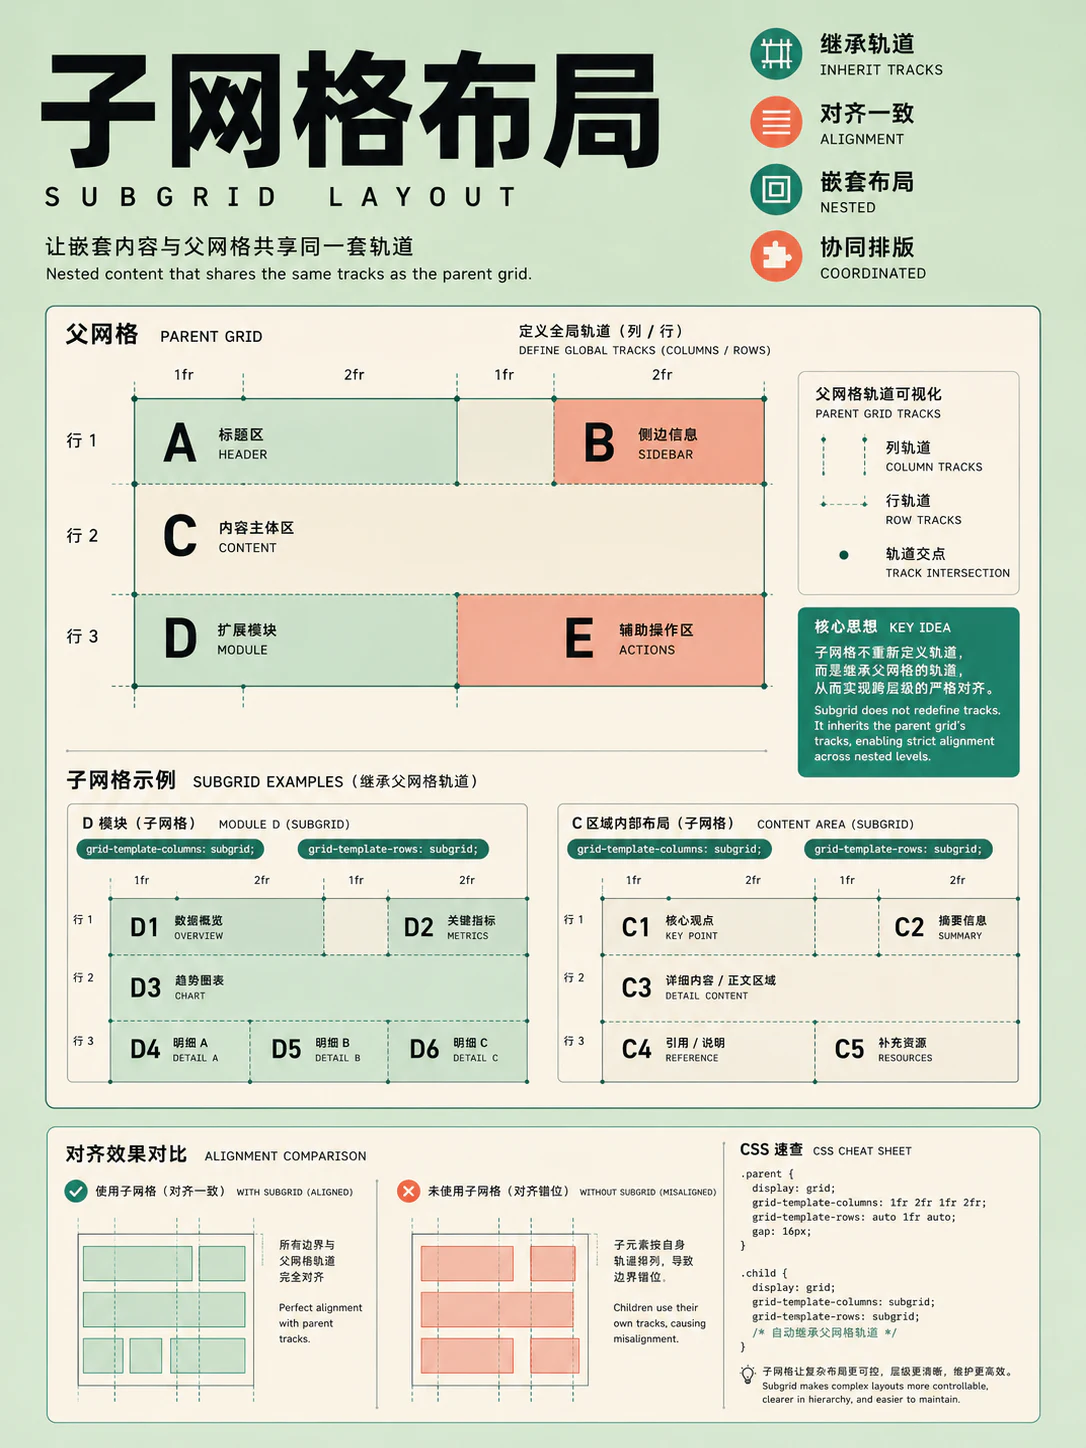 子网格布局
SUBGRID LAYOUT
让嵌套内容与父网格共享同一套轨道
Nested content that shares the same tracks as the parent grid.
继承轨道
INHERIT TRACKS
对齐一致
ALIGNMENT
嵌套布局
NESTED
协同排版
COORDINATED
父网格 PARENT GRID
定义全局轨道（列 / 行）
DEFINE GLOBAL TRACKS (COLUMNS / ROWS)
1fr 2fr 1fr 2fr
行 1
A 标题区
HEADER
B 侧边信息
SIDEBAR
行 2
C 内容主体区
CONTENT
行 3
D 扩展模块
MODULE
E 辅助操作区
ACTIONS
父网格轨道可视化
PARENT GRID TRACKS
列轨道
COLUMN TRACKS
行轨道
ROW TRACKS
轨道交点
TRACK INTERSECTION
核心思想 KEY IDEA
子网格不重新定义轨道，
而是继承父网格的轨道，
从而实现跨层级的严格对齐。
Subgrid does not redefine tracks.
It inherits the parent grid's
tracks, enabling strict alignment
across nested levels.
子网格示例 SUBGRID EXAMPLES（继承父网格轨道）
D 模块（子网格） MODULE D (SUBGRID)
grid-template-columns: subgrid; grid-template-rows: subgrid;
1fr 2fr 1fr 2fr
行 1
D1 数据概览
OVERVIEW
D2 关键指标
METRICS
行 2
D3 趋势图表
CHART
行 3
D4 明细 A
DETAIL A
D5 明细 B
DETAIL B
D6 明细 C
DETAIL C
C 区域内部布局（子网格） CONTENT AREA (SUBGRID)
grid-template-columns: subgrid; grid-template-rows: subgrid;
1fr 2fr 1fr 2fr
行 1
C1 核心观点
KEY POINT
C2 摘要信息
SUMMARY
行 2
C3 详细内容 / 正文区域
DETAIL CONTENT
行 3
C4 引用 / 说明
REFERENCE
C5 补充资源
RESOURCES
对齐效果对比 ALIGNMENT COMPARISON
使用子网格（对齐一致） WITH SUBGRID (ALIGNED)
所有边界与
父网格轨道
完全对齐
Perfect alignment
with parent
tracks.
未使用子网格（对齐错位） WITHOUT SUBGRID (MISALIGNED)
子元素按自身
导致
边界错位。
Children use their
own tracks, causing
misalignment.
CSS 速查 CSS CHEAT SHEET
.parent {
display: grid;
grid-template-columns: 1fr 2fr 1fr 2fr;
grid-template-rows: auto 1fr auto;
gap: 16px;
}
.child {
display: grid;
grid-template-columns: subgrid;
grid-template-rows: subgrid;
/* 自动继承父网格轨道 */
}
子网格让复杂布局更可控，层级更清晰，维护更高效。
Subgrid makes complex layouts more controllable,
clearer in hierarchy, and easier to maintain.